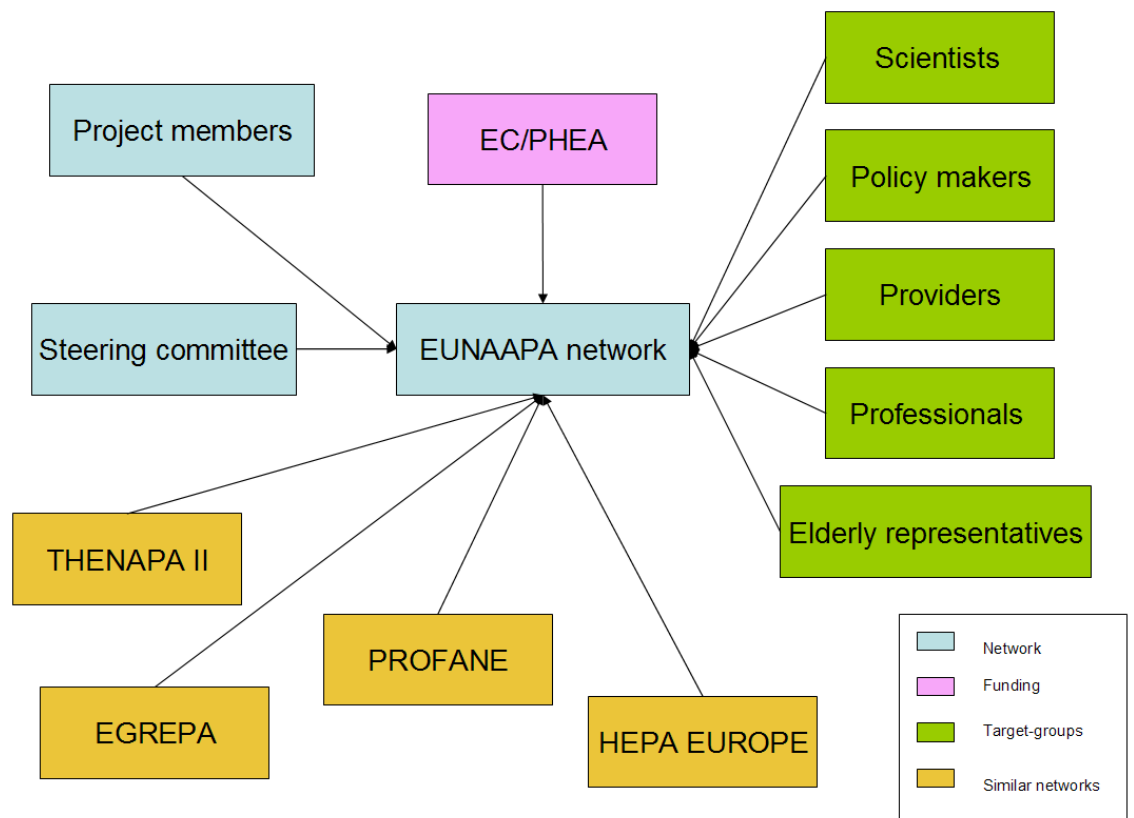 Scientists
Project members
EC/PHEA
Policy makers
Providers
Steering committee
EUNAAPA network
Professionals
Elderly representatives
THENAPA II
PROFANE
EGREPA
HEPA EUROPE
Network
Funding
Target-groups
Similar networks